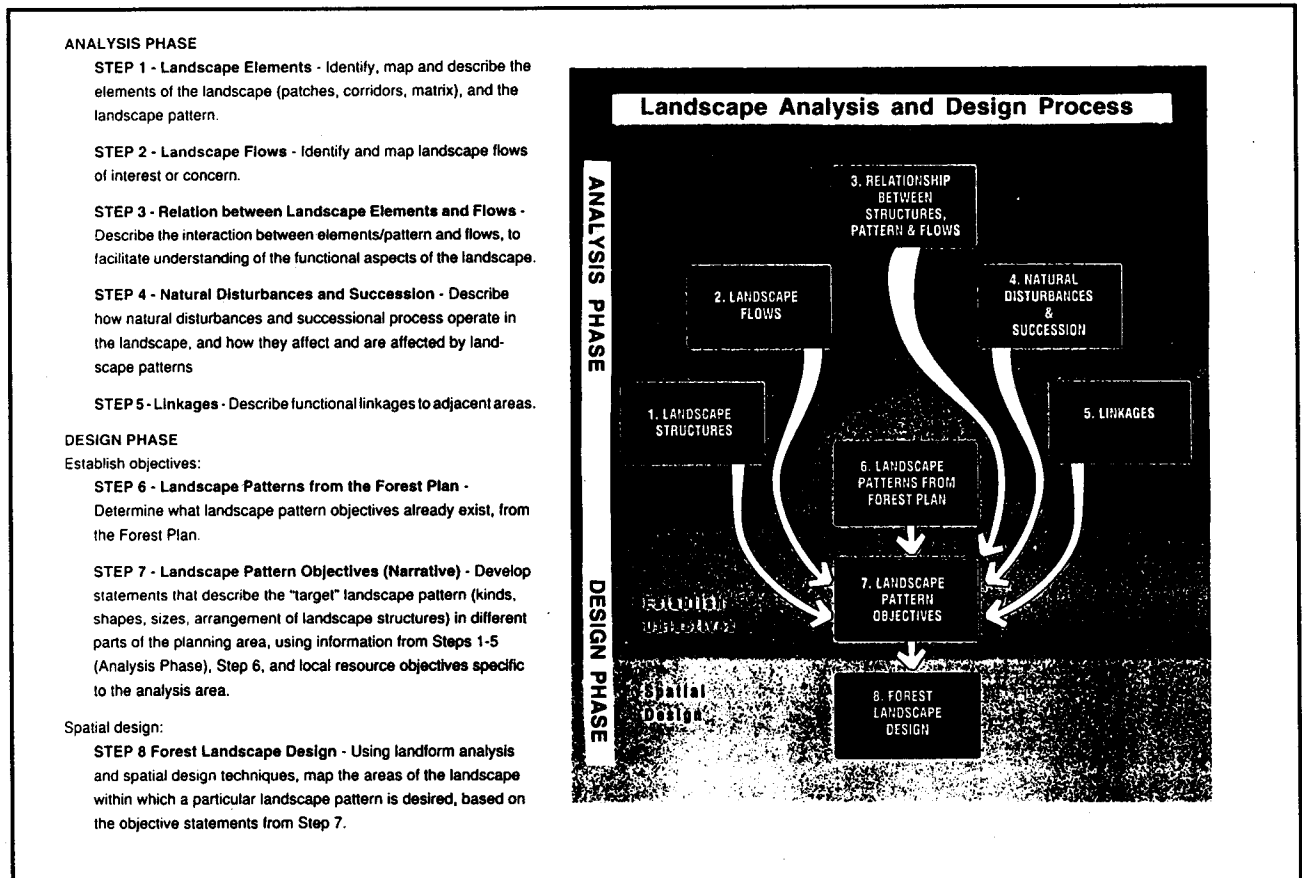 ANALYSIS PHASE
STEP 1 - Landscape Elements - Identify, map and describe the
elements of the landscape (patches, corridors, matrix), and the
landscape pattern.
STEP 2 - Landscape Flows - Identify and map landscape flows
of interest or concern.
STEP 3 - Relation between Landscape Elements and Flows -
Describe the interaction between elements/pattern and flows, to
facilitate understanding of the functional aspects of the landscape.
STEP 4 - Natural Disturbances and Succession - Describe
how natural disturbances and successional process operate in
the landscape, and how they affect and are affected by land-
scape patterns
STEP 5 - Linkages - Describe functional linkages to adjacent areas.
DESIGN PHASE
Establish objectives:
STEP 6 - Landscape Patterns from the Forest Plan -
Determine what landscape pattern objectives already exist, from
the Forest Plan.
STEP 7 - Landscape Pattern Objectives (Narrative) - Develop
statements that describe the "target" landscape pattern (kinds,
shapes, sizes, arrangement of landscape structures) in different
parts of the planning area, using information from Steps 1-5
(Analysis Phase), Step 6, and local resource objectives specific
to the analysis area.
Spatial design:
STEP 8 Forest Landscape Design - Using landform analysis
and spatial design techniques, map the areas of the landscape
within which a particular landscape pattern is desired, based on
the objective statements from Step 7.
Landscape Analysis and Design Process
ANALYSIS PHASE
3. RELATIONSHIP
BETWEEN
STRUCTURES,
PATTERN & FLOWS
2. LANDSCAPE
FLOWS
4. NATURAL
DISTURBANCES
&
SUCCESSION
1. LANDSCAPE
STRUCTURES
5. LINKAGES
6. LANDSCAPE
PATTERNS FROM
FOREST PLAN
DESIGN PHASE
7. LANDSCAPE
PATTERN
OBJECTIVES
Spatial
Design
8. FOREST
LANDSCAPE
DESIGN